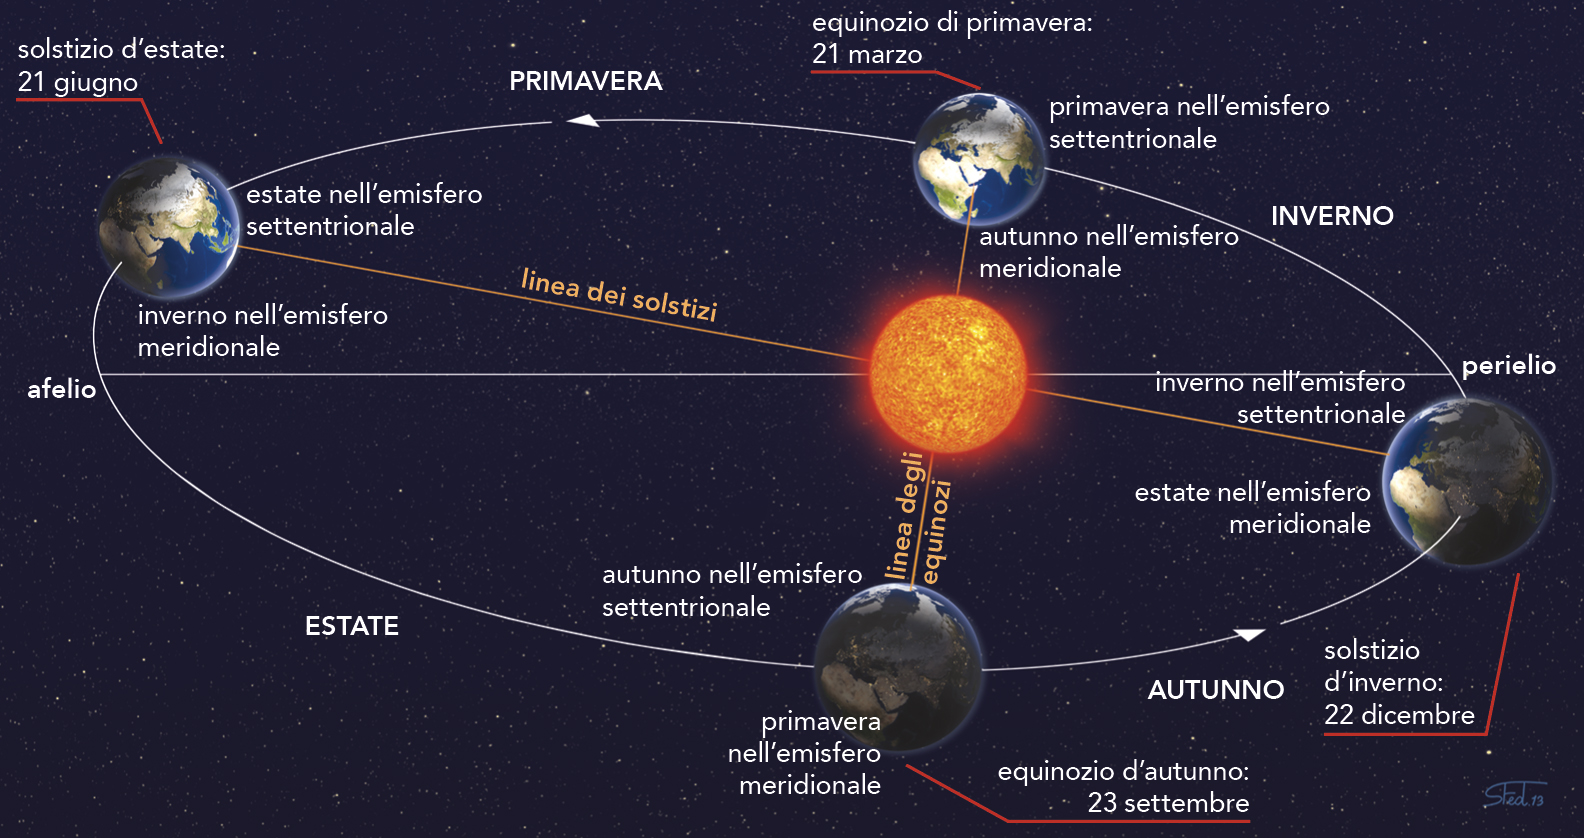 equinozio di primavera:
21 marzo
solstizio d’estate:
21 giugno
PRIMAVERA
primavera nell’emisfero
settentrionale
estate nell’emisfero
settentrionale
INVERNO
autunno nell’emisfero
meridionale
linea dei solstizi
inverno nell’emisfero
meridionale
afelio
perielio
inverno nell’emisfero
settentrionale
linea degli
equinozi
estate nell’emisfero
meridionale
autunno nell’emisfero
settentrionale
ESTATE
AUTUNNO
solstizio
d’inverno:
22 dicembre
primavera
nell’emisfero
meridionale
equinozio d’autunno:
23 settembre
Sted.13